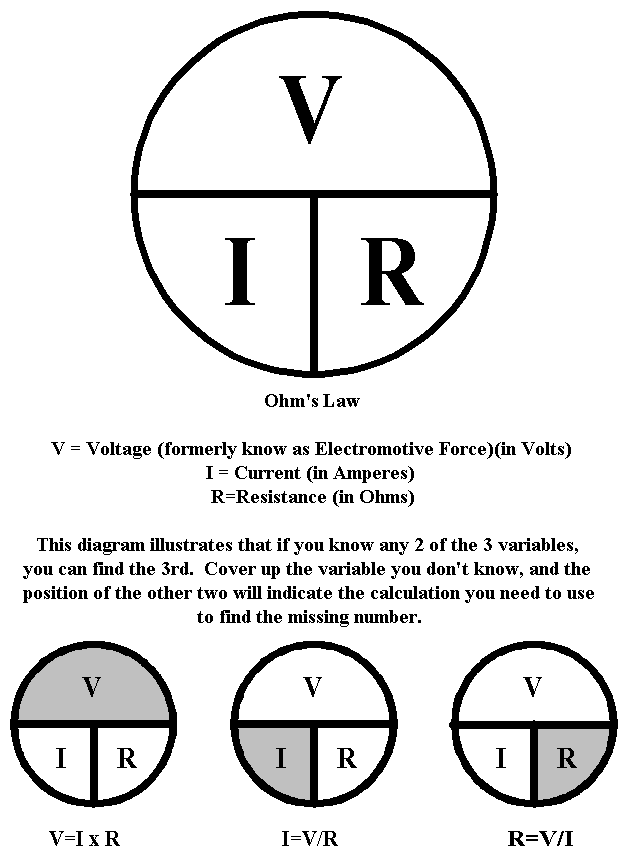 V
I R
Ohm's Law
V = Voltage (formerly know as Electromotive Force)(in Volts)
I = Current (in Amperes)
R=Resistance (in Ohms)
This diagram illustrates that if you know any 2 of the 3 variables,
you can find the 3rd.  Cover up the variable you don't know, and the
position of the other two will indicate the calculation you need to use
to find the missing number.
V
I R
V=I x R
V
I R
I=V/R
V
I R
R=V/I